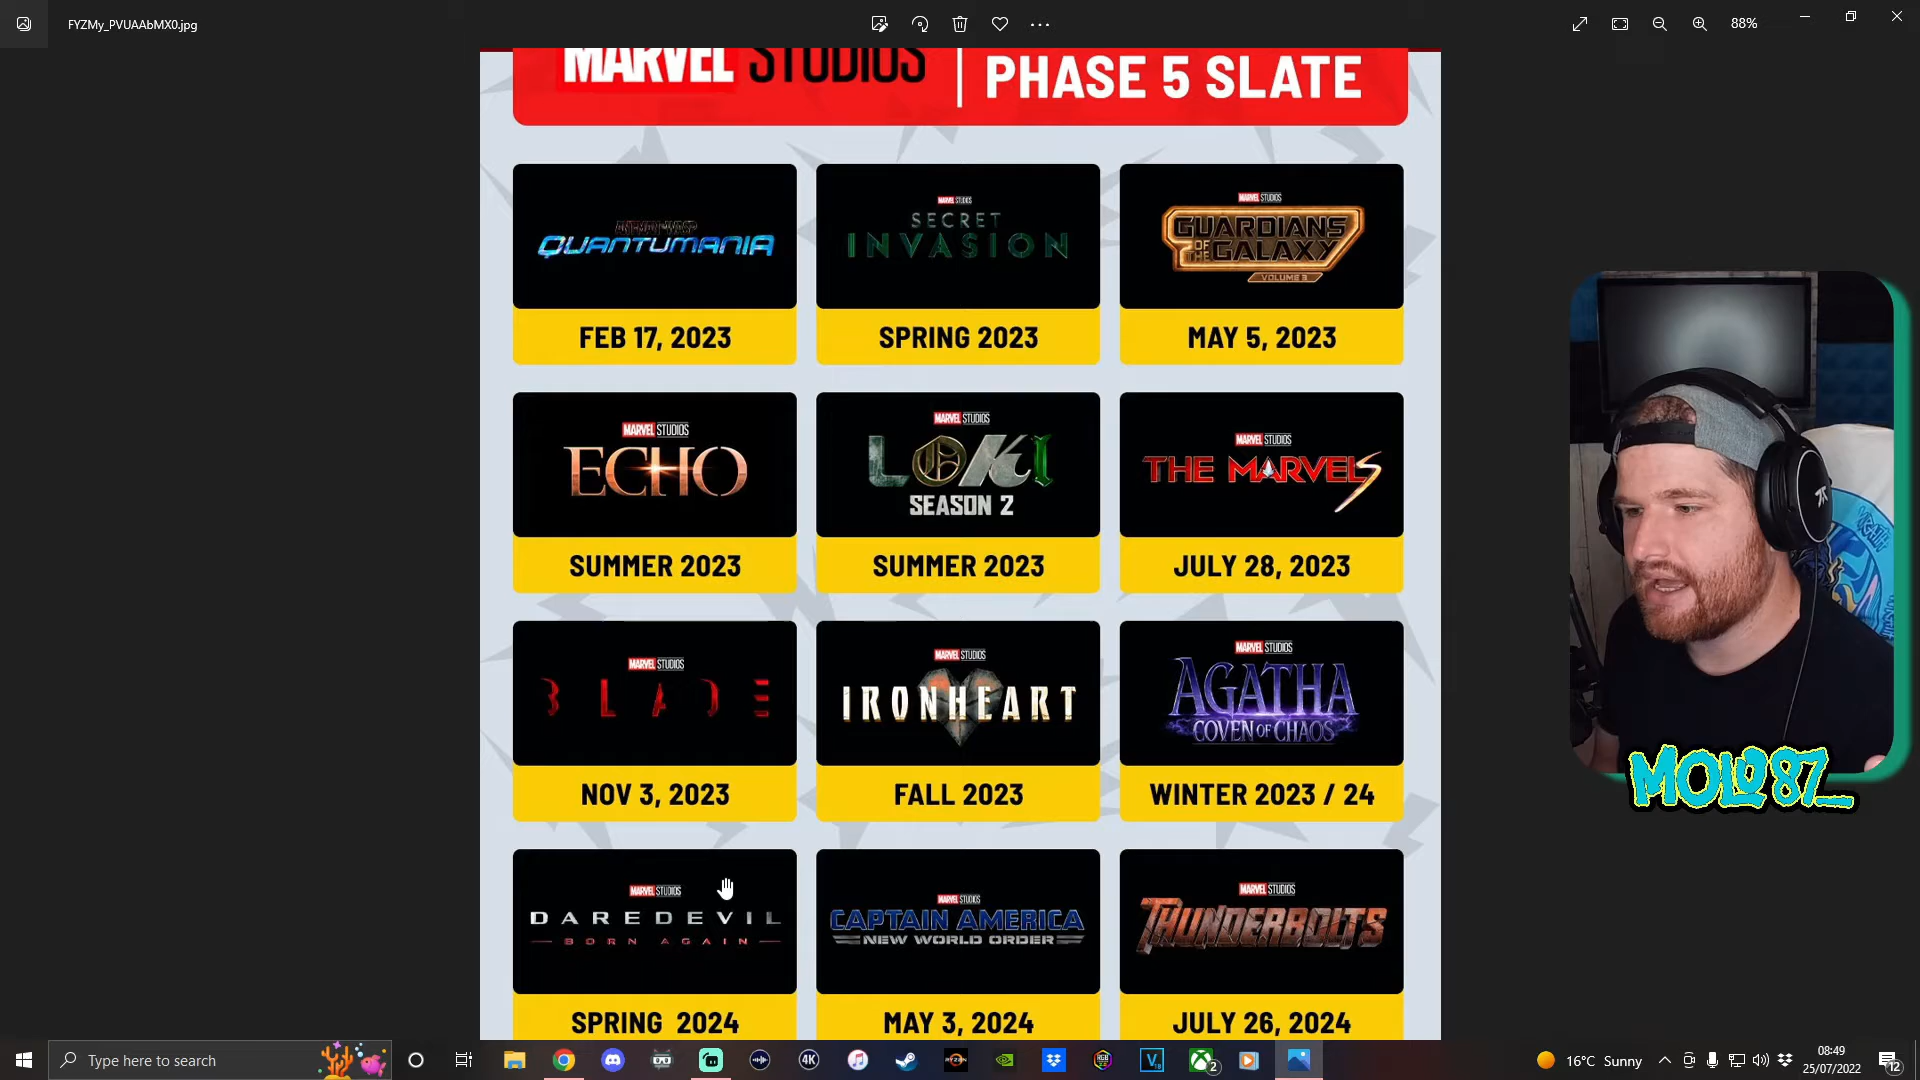 FYZMy_PVUAAbMX0.jpg
88%
MARVEL STUDIOS
PHASE 5 SLATE
QUANTUMANIA
FEB 17, 2023
MARVEL STUDIOS
SECRET
INVASION
SPRING 2023
MARVEL STUDIOS
GUARDIANS
OF THE GALAXY
VOLUME 3
MAY 5, 2023
MARVEL STUDIOS
ECHO
SUMMER 2023
MARVEL STUDIOS
LOKI
SEASON 2
SUMMER 2023
MARVEL STUDIOS
THE MARVELS
JULY 28, 2023
MARVEL STUDIOS
BLADE
NOV 3, 2023
MARVEL STUDIOS
IRONHEART
FALL 2023
MARVEL STUDIOS
AGATHA
COVEN OF CHAOS
WINTER 2023 / 24
MARVEL STUDIOS
DAREDEVIL
BORN AGAIN
SPRING 2024
MARVEL STUDIOS
CAPTAIN AMERICA
NEW WORLD ORDER
MAY 3, 2024
MARVEL STUDIOS
THUNDERBOLTS
JULY 26, 2024
MOLO87_
Type here to search
4K
2
16°C Sunny
08:49
25/07/2022
12